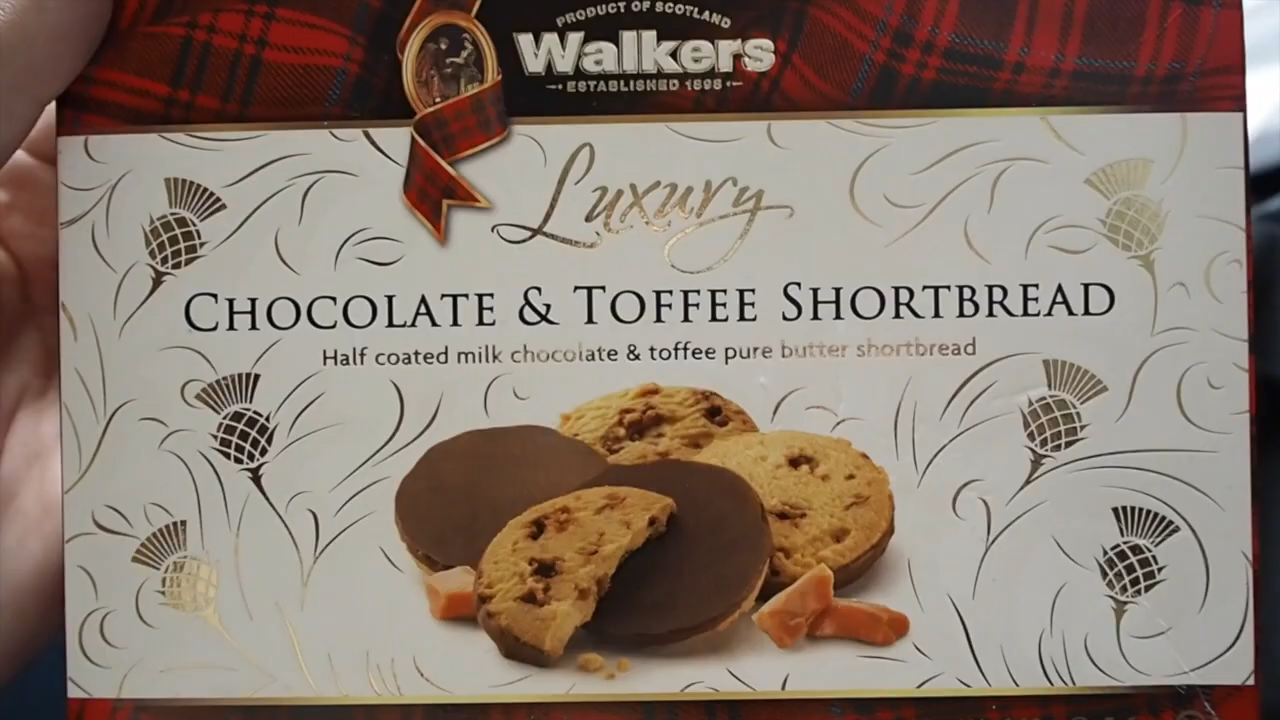 PRODUCT OF SCOTLAND
Walkers
ESTABLISHED 1898
Luxury
CHOCOLATE & TOFFEE SHORTBREAD
Half coated milk chocolate & toffee pure butter shortbread